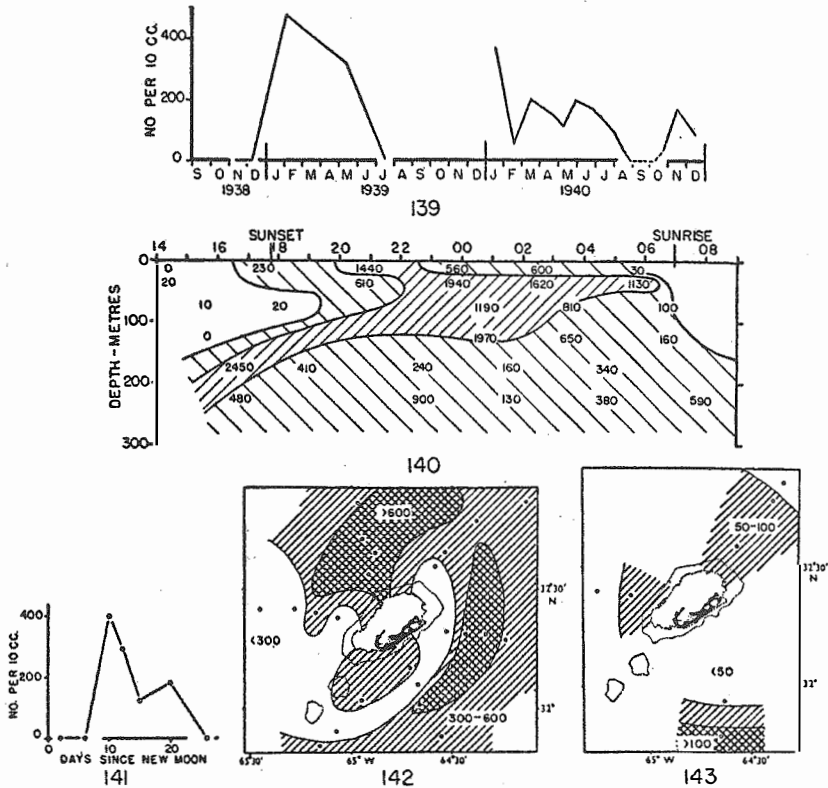 NO PER 10 CC.
400
200
0
S O N D J F M A M J J A S O N D J F M A M J J A S O N D
1938 1939 1940
139
SUNSET SUNRISE
14 16 18 20 22 00 02 04 06 08
DEPTH-METRES
0
100-
200-
300-
0 230 1440 560 600 30
20 610 1940 1620 1130
10 20 1190 810 100
0 1970 650 160
2450 410 240 160 340
480 900 130 380 590
140
NO. PER 10 CC.
400
200
0
0 10 20
DAYS SINCE NEW MOON
141
>600
<300
300-600
32°30'
N
32°
65°30' 65°W 64°30'
142
50-100
<50
>100
32°30'
N
32°
65°W 64°30'
143